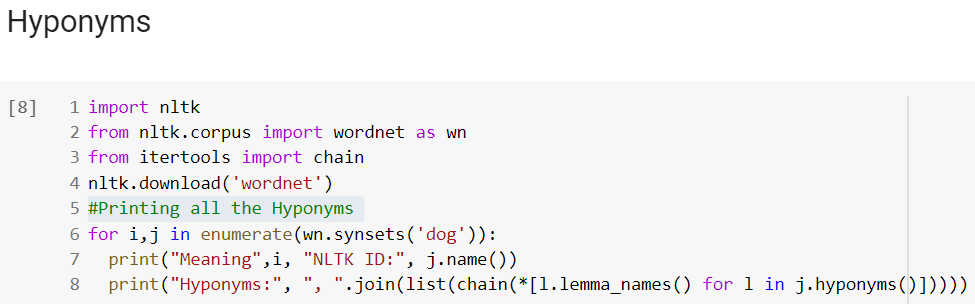 Hyponyms
[8]
1 import nltk
2 from nltk.corpus import wordnet as wn
3 from itertools import chain
4 nltk.download('wordnet')
5 #Printing all the Hyponyms
6 for i,j in enumerate(wn.synsets('dog')):
7   print("Meaning",i, "NLTK ID:", j.name())
8   print("Hyponyms:", ", ".join(list(chain(*[l.lemma_names() for l in j.hyponyms()]))))